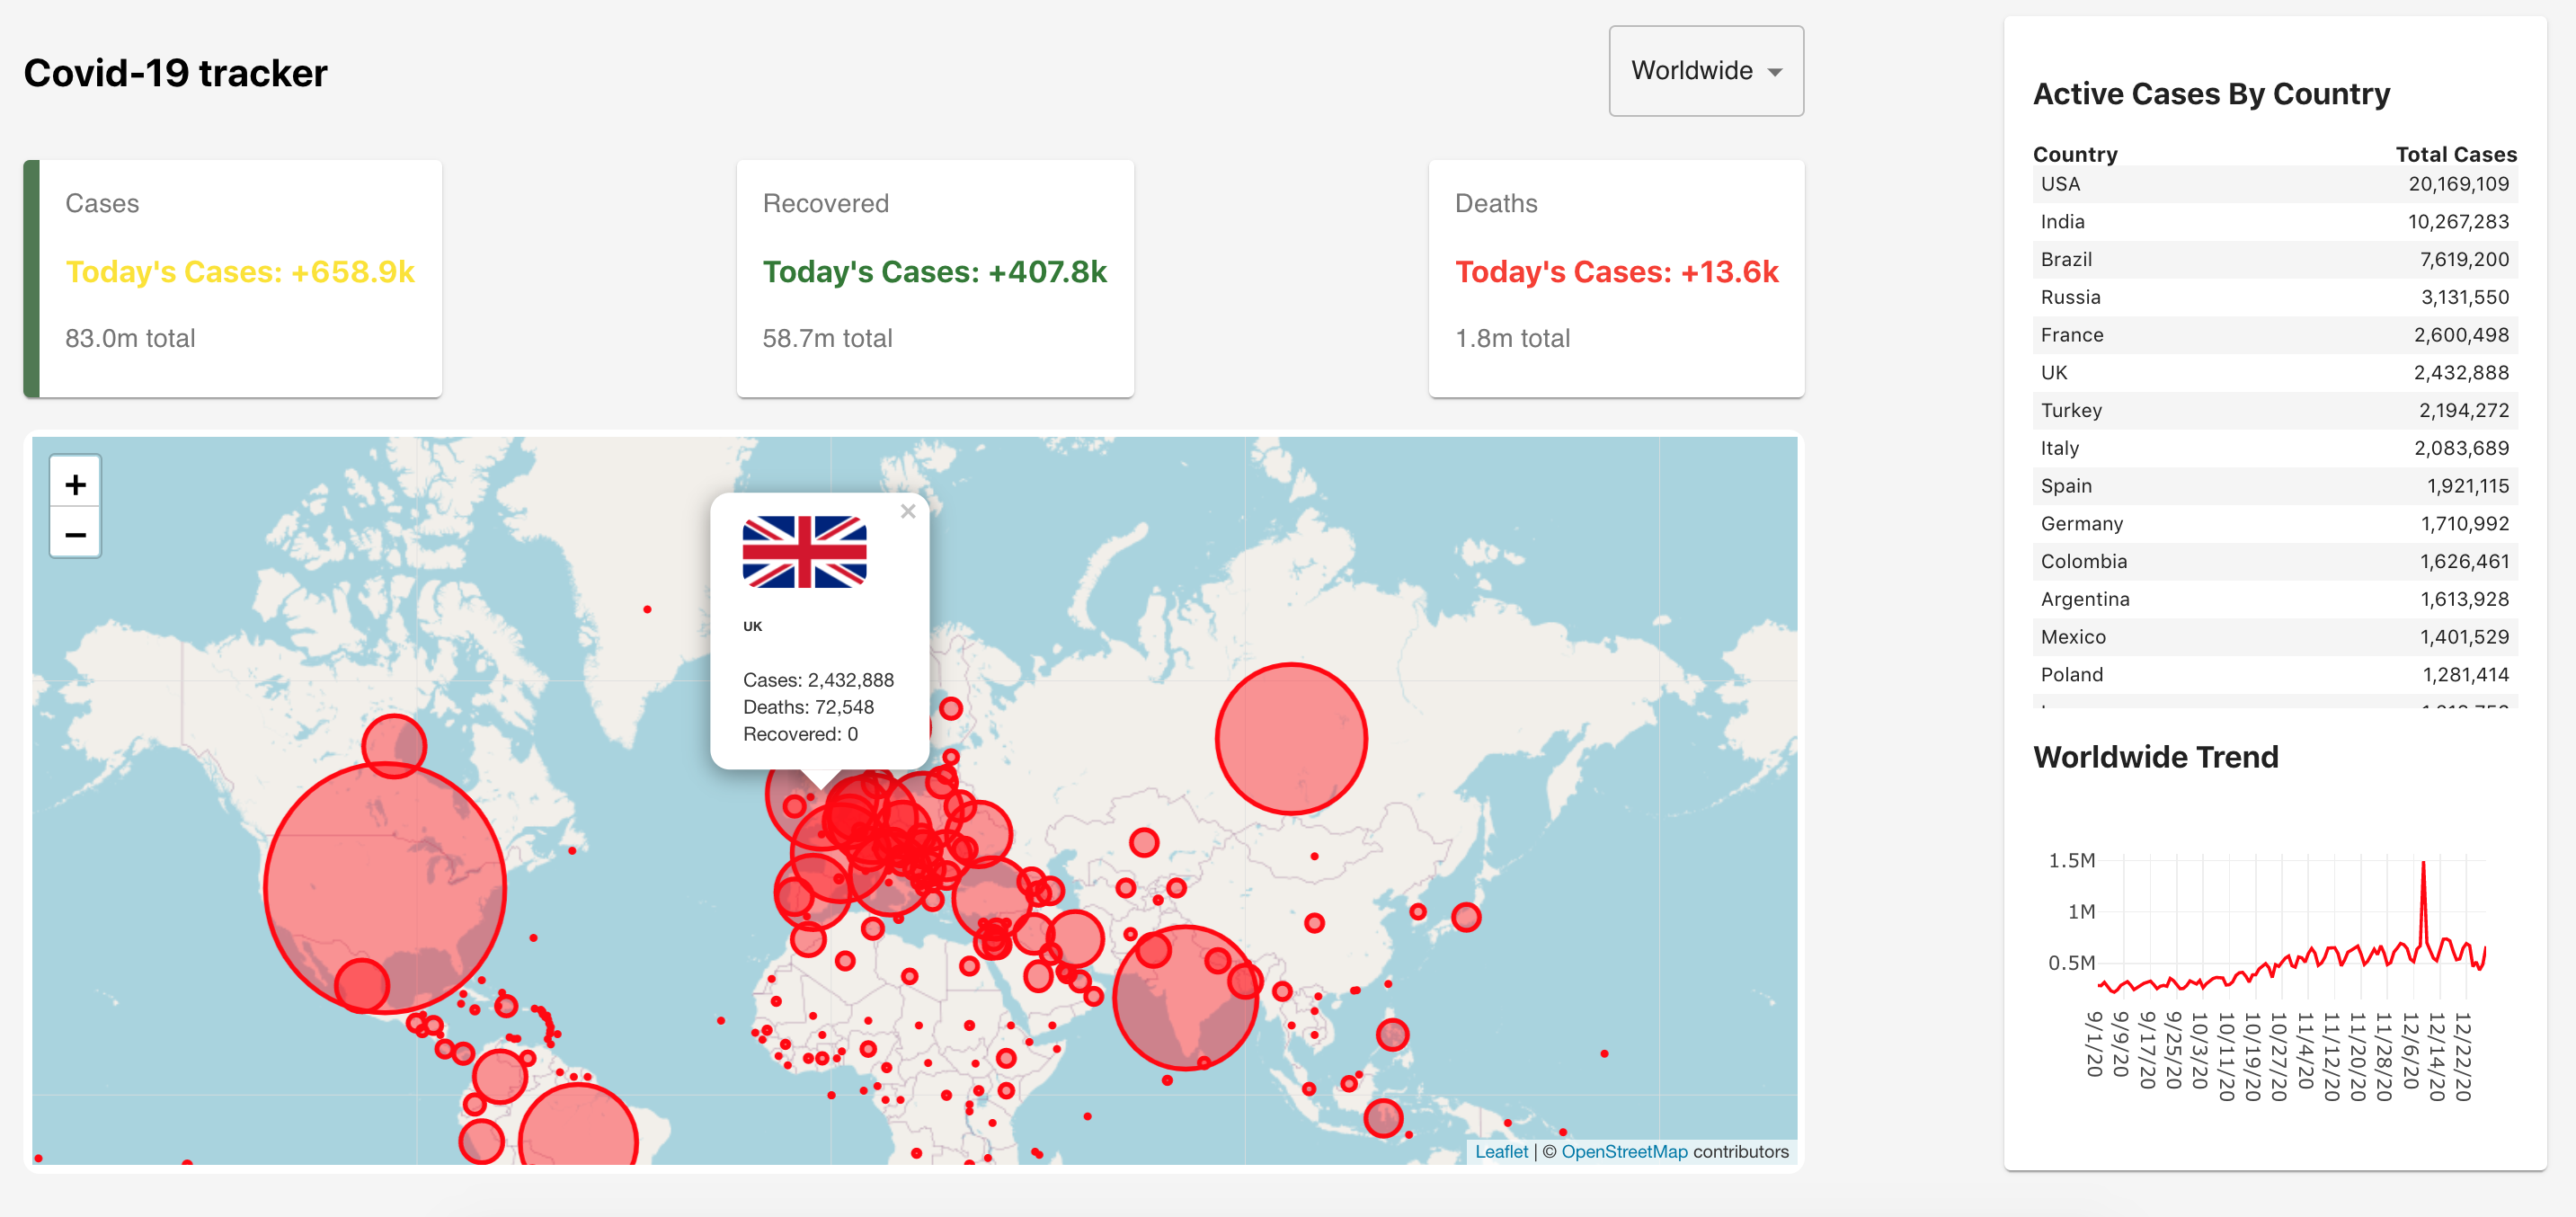 Covid-19 tracker
Worldwide
Cases
Today's Cases: +658.9k
83.0m total
Recovered
Today's Cases: +407.8k
58.7m total
Deaths
Today's Cases: +13.6k
1.8m total
+
−
×
UK
Cases: 2,432,888
Deaths: 72,548
Recovered: 0
Leaflet | © OpenStreetMap contributors
Active Cases By Country
Country Total Cases
USA 20,169,109
India 10,267,283
Brazil 7,619,200
Russia 3,131,550
France 2,600,498
UK 2,432,888
Turkey 2,194,272
Italy 2,083,689
Spain 1,921,115
Germany 1,710,992
Colombia 1,626,461
Argentina 1,613,928
Mexico 1,401,529
Poland 1,281,414
Worldwide Trend
1.5M
1M
0.5M
9/1/20
9/9/20
9/17/20
9/25/20
10/3/20
10/11/20
10/19/20
10/27/20
11/4/20
11/12/20
11/20/20
11/28/20
12/6/20
12/14/20
12/22/20